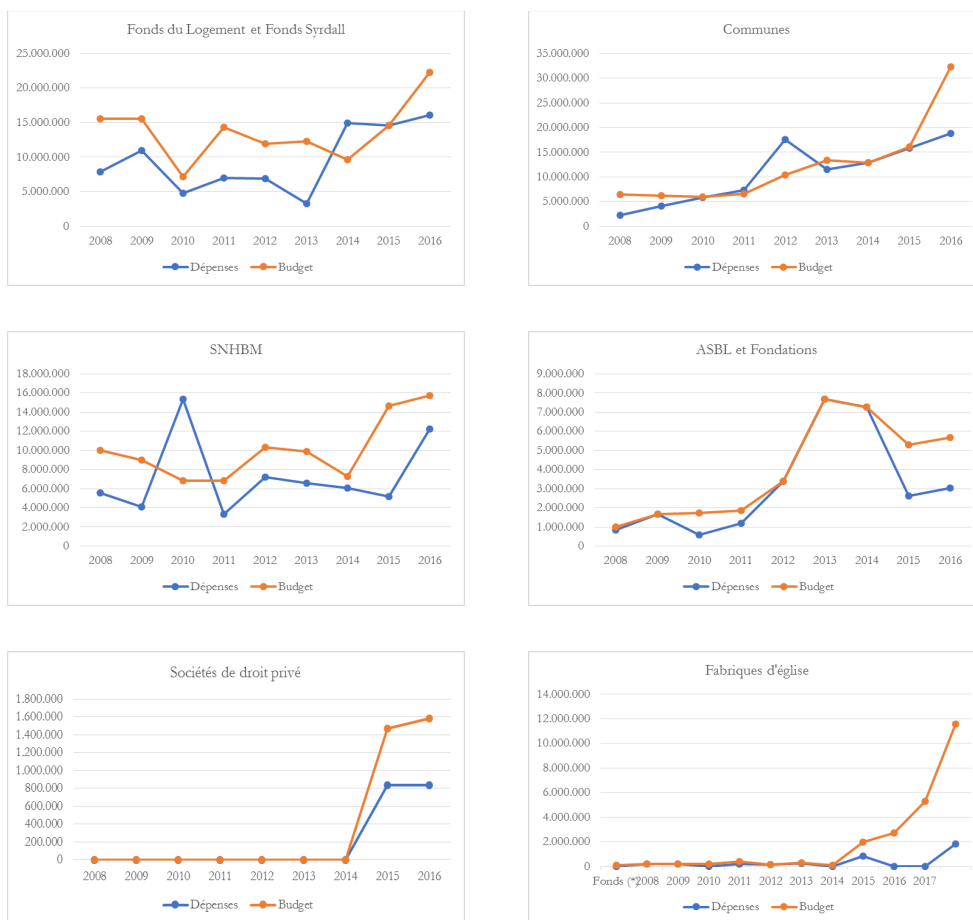 Fonds du Logement et Fonds Syrdall
25.000.000
20.000.000
15.000.000
10.000.000
5.000.000
0
2008 2009 2010 2011 2012 2013 2014 2015 2016
Dépenses Budget
Communes
35.000.000
30.000.000
25.000.000
20.000.000
15.000.000
10.000.000
5.000.000
0
2008 2009 2010 2011 2012 2013 2014 2015 2016
Dépenses Budget
SNHBM
18.000.000
16.000.000
14.000.000
12.000.000
10.000.000
8.000.000
6.000.000
4.000.000
2.000.000
0
2008 2009 2010 2011 2012 2013 2014 2015 2016
Dépenses Budget
ASBL et Fondations
9.000.000
8.000.000
7.000.000
6.000.000
5.000.000
4.000.000
3.000.000
2.000.000
1.000.000
0
2008 2009 2010 2011 2012 2013 2014 2015 2016
Dépenses Budget
Sociétés de droit privé
1.800.000
1.600.000
1.400.000
1.200.000
1.000.000
800.000
600.000
400.000
200.000
0
2008 2009 2010 2011 2012 2013 2014 2015 2016
Dépenses Budget
Fabriques d'église
14.000.000
12.000.000
10.000.000
8.000.000
6.000.000
4.000.000
2.000.000
0
Fonds (*) 2008 2009 2010 2011 2012 2013 2014 2015 2016 2017
Dépenses Budget